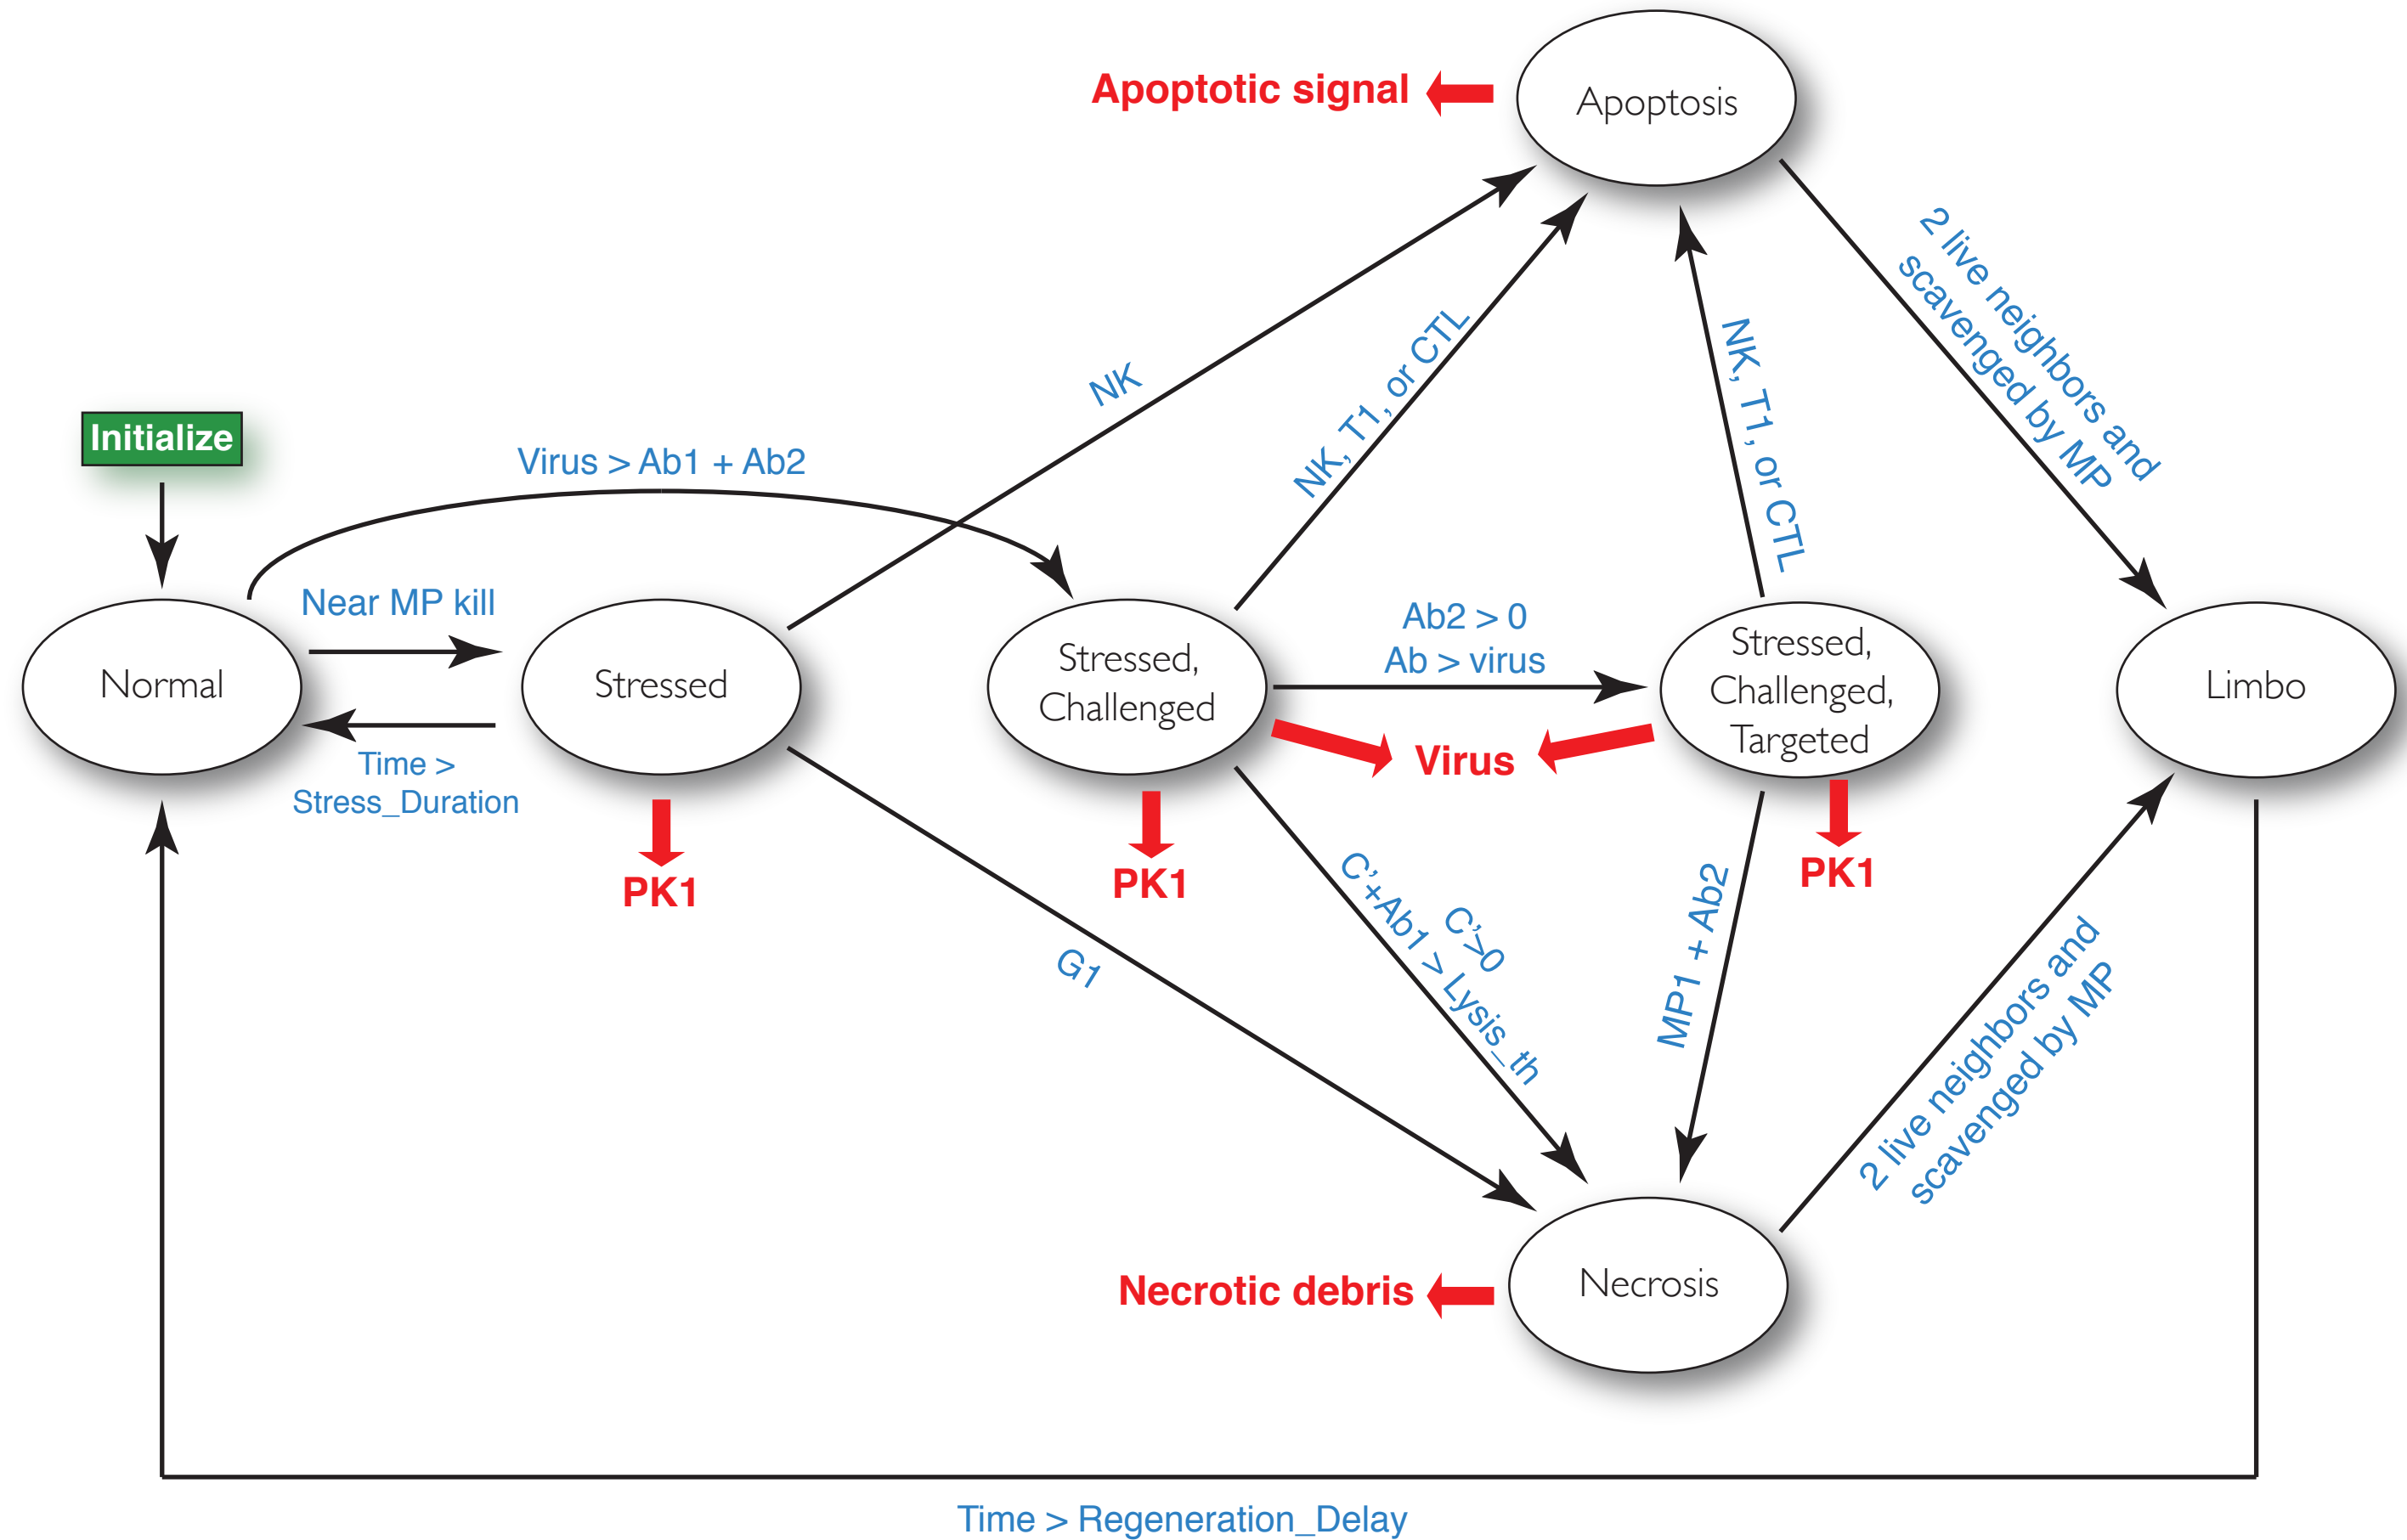 Apoptotic signal
Apoptosis
2 live neighbors and
scavenged by MP
NK
NK, T1, or CTL
NK, T1, or CTL
Initialize
Virus > Ab1 + Ab2
Near MP kill
Normal
Stressed
Stressed,
Challenged
Ab2 > 0
Ab > virus
Stressed,
Challenged,
Targeted
Limbo
Time >
Stress_Duration
Virus
PK1
PK1
PK1
G1
C'>0
C'+Ab1 > Lysis_th
MP1 + Ab2
2 live neighbors and
scavenged by MP
Necrotic debris
Necrosis
Time > Regeneration_Delay